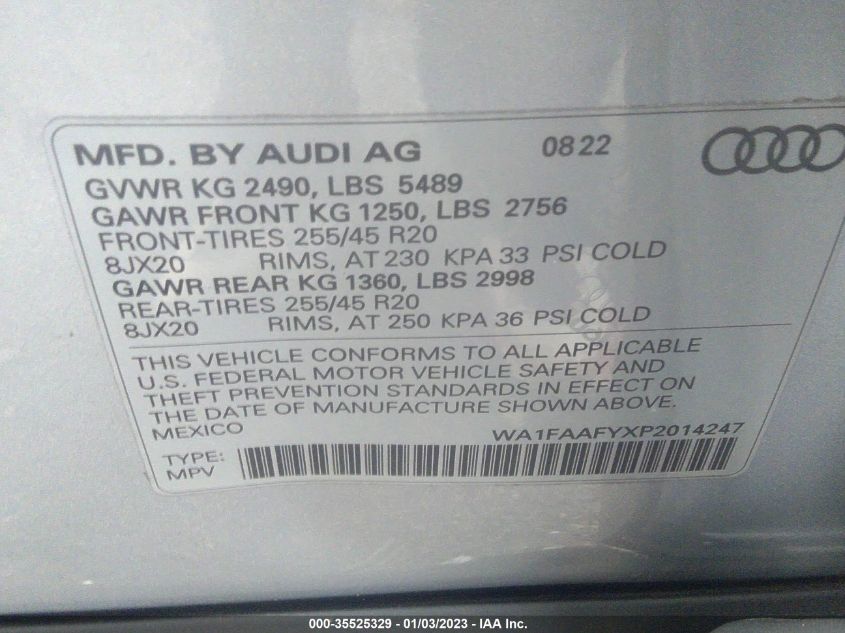 MFD. BY AUDI AG 08 22
GVWR KG 2490, LBS 5489
GAWR FRONT KG 1250, LBS 2756
FRONT-TIRES 255/45 R20
8JX20 RIMS, AT 230 KPA 33 PSI COLD
GAWR REAR KG 1360, LBS 2998
REAR-TIRES 255/45 R20
8JX20 RIMS, AT 250 KPA 36 PSI COLD
THIS VEHICLE CONFORMS TO ALL APPLICABLE
U.S. FEDERAL MOTOR VEHICLE SAFETY AND
THEFT PREVENTION STANDARDS IN EFFECT ON
THE DATE OF MANUFACTURE SHOWN ABOVE.
MEXICO WA1FAAFYXP2014247
TYPE:
MPV
000-35525329 - 01/03/2023 - IAA Inc.